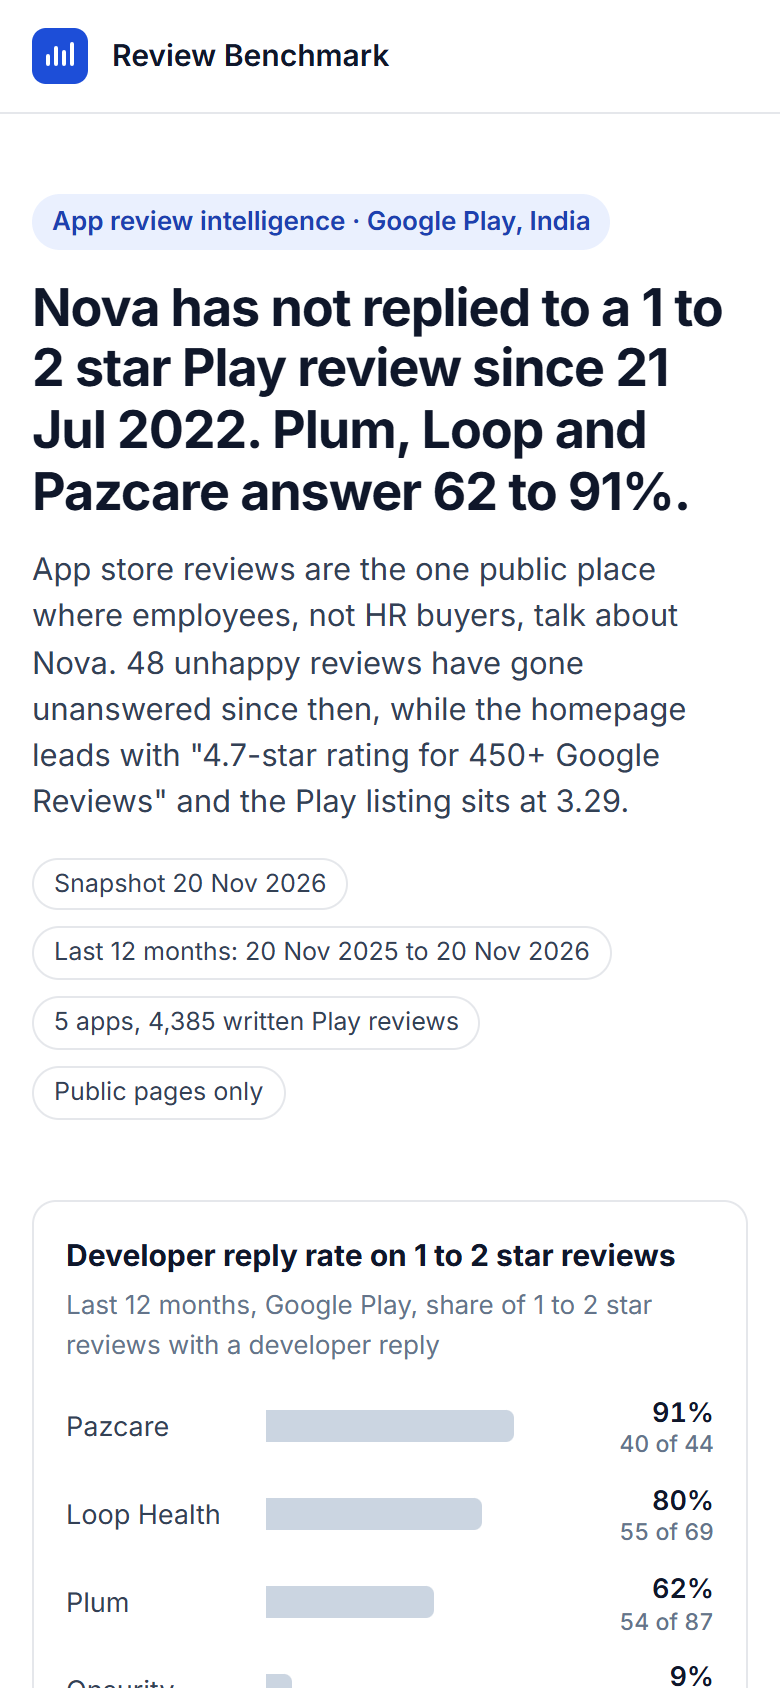 Review Benchmark
App review intelligence · Google Play, India
Nova has not replied to a 1 to
2 star Play review since 21
Jul 2022. Plum, Loop and
Pazcare answer 62 to 91%.
App store reviews are the one public place
where employees, not HR buyers, talk about
Nova. 48 unhappy reviews have gone
unanswered since then, while the homepage
leads with "4.7-star rating for 450+ Google
Reviews" and the Play listing sits at 3.29.
Snapshot 20 Nov 2026
Last 12 months: 20 Nov 2025 to 20 Nov 2026
5 apps, 4,385 written Play reviews
Public pages only
Developer reply rate on 1 to 2 star reviews
Last 12 months, Google Play, share of 1 to 2 star
reviews with a developer reply
Pazcare
91%
40 of 44
Loop Health
80%
55 of 69
Plum
62%
54 of 87
9%